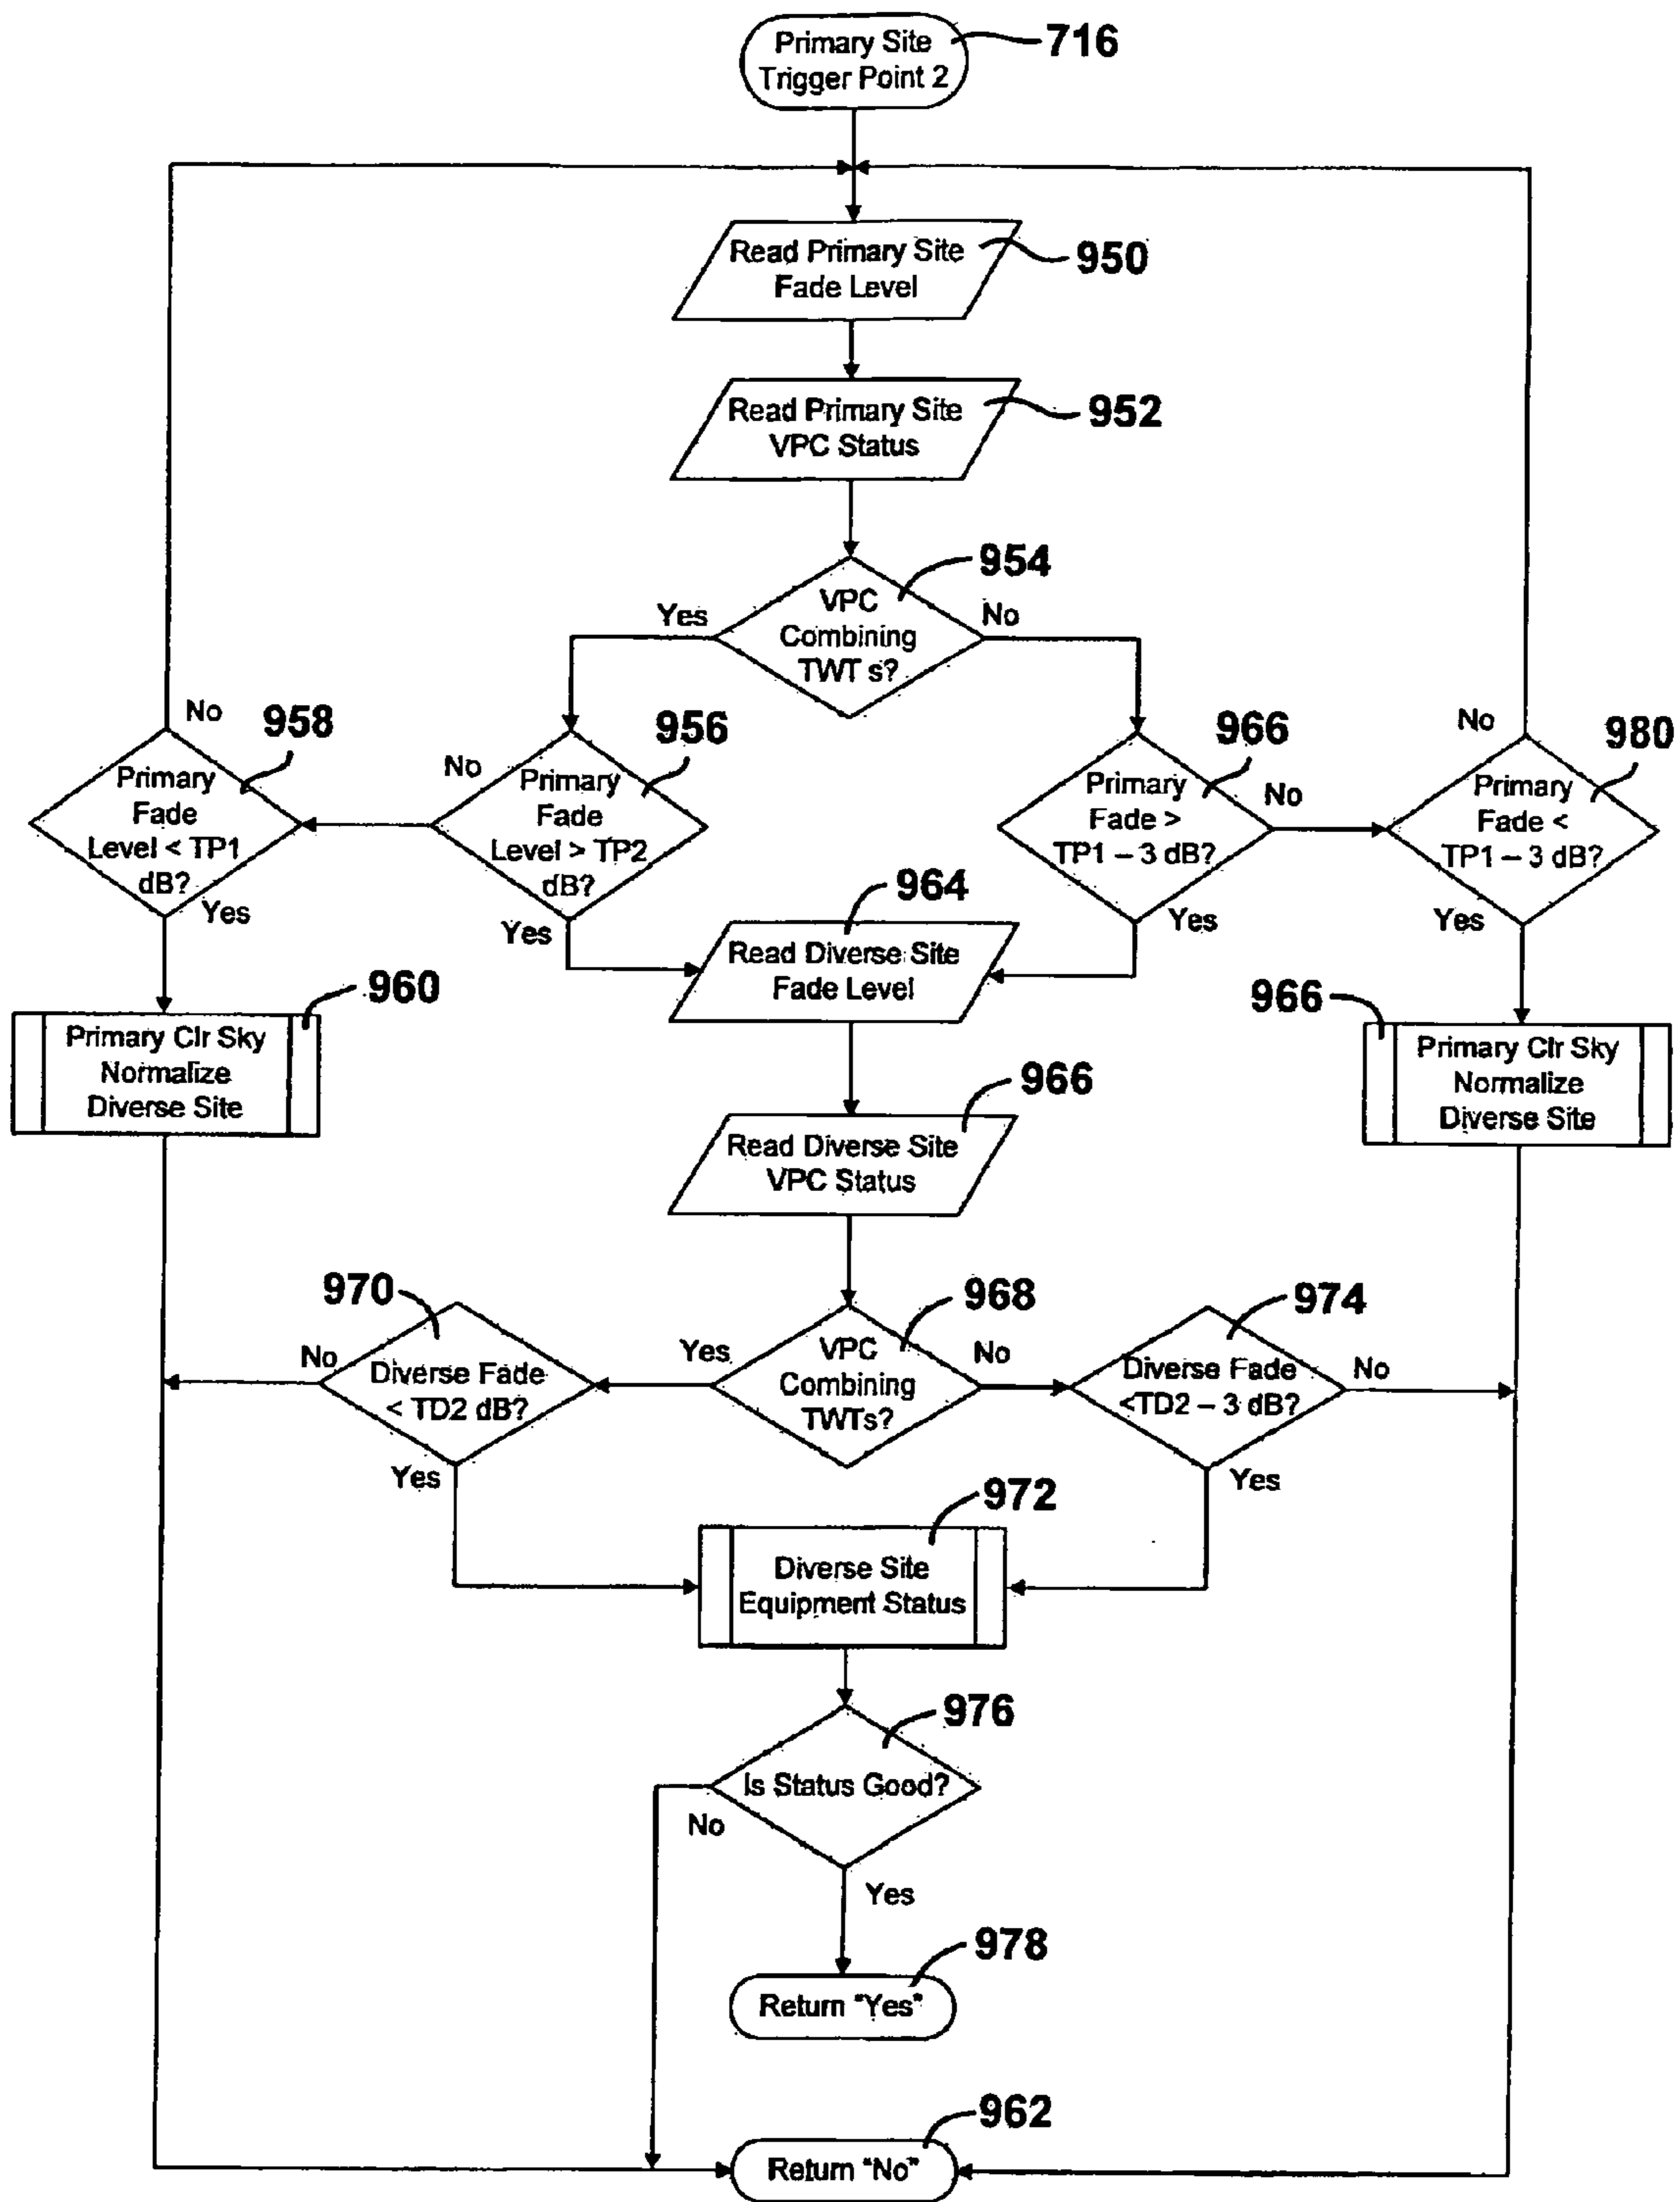 Primary Site
Trigger Point 2
716
Read Primary Site
Fade Level
950
Read Primary Site
VPC Status
952
954
VPC
Combining
TWT s?
Yes
No
No
958
Primary
Fade
Level < TP1
dB?
Yes
956
No
Primary
Fade
Level > TP2
dB?
Yes
966
Primary
Fade >
TP1 – 3 dB?
No
Yes
No
980
Primary
Fade <
TP1 – 3 dB?
Yes
964
Read Diverse Site
Fade Level
960
Primary Clr Sky
Normalize
Diverse Site
966
Primary Clr Sky
Normalize
Diverse Site
966
Read Diverse Site
VPC Status
970
No
Diverse Fade
< TD2 dB?
Yes
968
Yes
VPC
Combining
TWTs?
No
974
Diverse Fade
<TD2 – 3 dB?
No
Yes
972
Diverse Site
Equipment Status
976
Is Status Good?
No
Yes
978
Return "Yes"
962
Return "No"